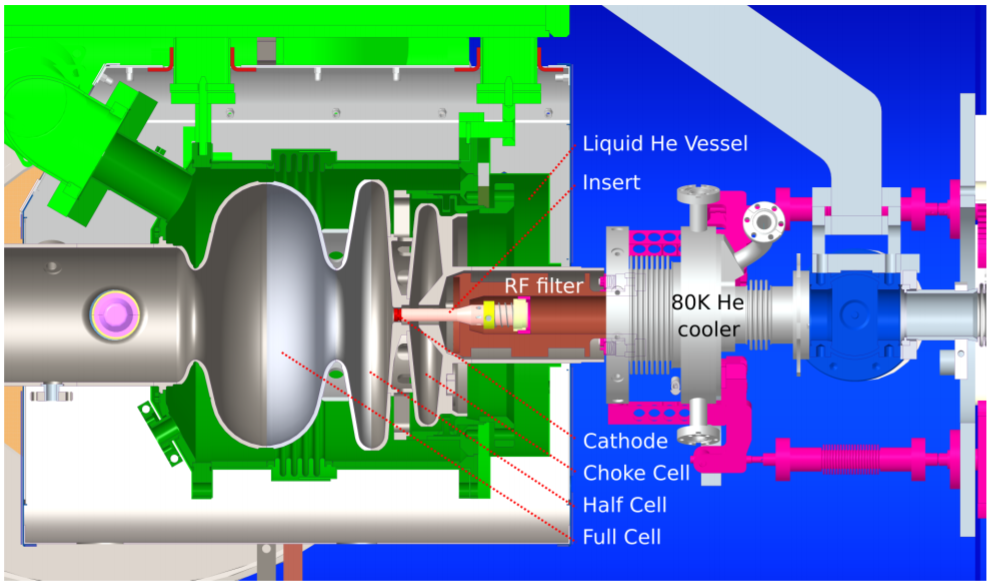 Liquid He Vessel
Insert
RF filter
80K He
cooler
Cathode
Choke Cell
Half Cell
Full Cell